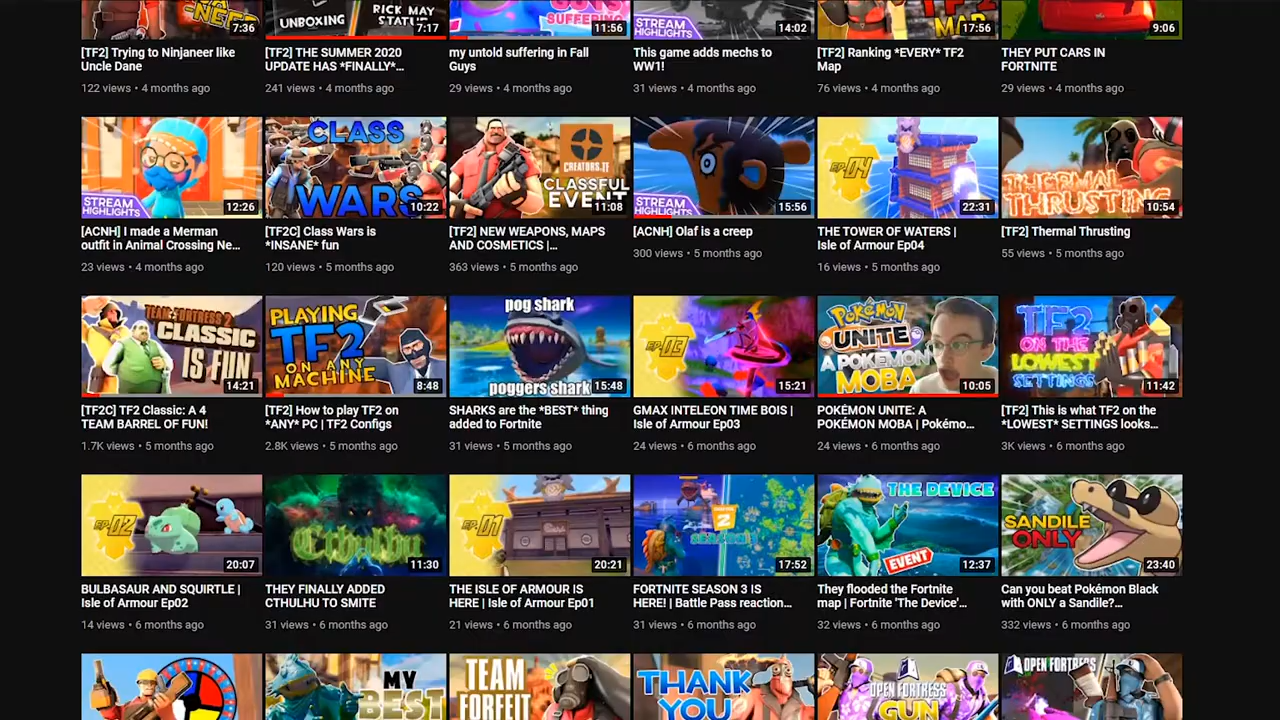 UNBOXING
RICK MAY
7:36
7:17
SUFFERING
11:56
STREAM
HIGHLIGHTS
14:02
MAP
17:56
9:06
[TF2] Trying to Ninjaneer like
Uncle Dane
122 views • 4 months ago
[TF2] THE SUMMER 2020
UPDATE HAS *FINALLY*...
241 views • 4 months ago
my untold suffering in Fall
Guys
29 views • 4 months ago
This game adds mechs to
WW1!
31 views • 4 months ago
[TF2] Ranking *EVERY* TF2
Map
76 views • 4 months ago
THEY PUT CARS IN
FORTNITE
29 views • 4 months ago
STREAM
HIGHLIGHTS
12:26
CLASS
WARS
10:22
CREATORS.TF
CLASSFUL
EVENT
11:08
STREAM
HIGHLIGHTS
15:56
EP.04
22:31
THERMAL
THRUSTING
10:54
[ACNH] I made a Merman
outfit in Animal Crossing Ne...
23 views • 4 months ago
[TF2C] Class Wars is
*INSANE* fun
120 views • 5 months ago
[TF2] NEW WEAPONS, MAPS
AND COSMETICS |...
363 views • 5 months ago
[ACNH] Olaf is a creep
300 views • 5 months ago
THE TOWER OF WATERS |
Isle of Armour Ep04
16 views • 5 months ago
[TF2] Thermal Thrusting
55 views • 5 months ago
TEAM FORTRESS 2
CLASSIC
IS FUN
14:21
PLAYING
TF2
ON ANY
MACHINE
8:48
pog shark
poggers shark
15:48
EP.03
15:21
POKÉMON
UNITE
A POKEMON
MOBA
10:05
TF2
ON THE
LOWEST
SETTINGS
11:42
[TF2C] TF2 Classic: A 4
TEAM BARREL OF FUN!
1.7K views • 5 months ago
[TF2] How to play TF2 on
*ANY* PC | TF2 Configs
2.8K views • 5 months ago
SHARKS are the *BEST* thing
added to Fortnite
31 views • 5 months ago
GMAX INTELEON TIME BOIS |
Isle of Armour Ep03
24 views • 6 months ago
POKÉMON UNITE: A
POKÉMON MOBA | Pokémo...
24 views • 6 months ago
[TF2] This is what TF2 on the
*LOWEST* SETTINGS looks...
3K views • 6 months ago
EP.02
20:07
Cthulhu
11:30
EP.01
20:21
2
SEASON
17:52
THE DEVICE
EVENT
12:37
SANDILE
ONLY
23:40
BULBASAUR AND SQUIRTLE |
Isle of Armour Ep02
14 views • 6 months ago
THEY FINALLY ADDED
CTHULHU TO SMITE
31 views • 6 months ago
THE ISLE OF ARMOUR IS
HERE | Isle of Armour Ep01
21 views • 6 months ago
FORTNITE SEASON 3 IS
HERE! | Battle Pass reaction...
31 views • 6 months ago
They flooded the Fortnite
map | Fortnite 'The Device'...
32 views • 6 months ago
Can you beat Pokémon Black
with ONLY a Sandile?...
332 views • 6 months ago
MY
BEST
TEAM
FORFEIT
THANK
YOU
OPEN FORTRESS
GUN
OPEN FORTRESS